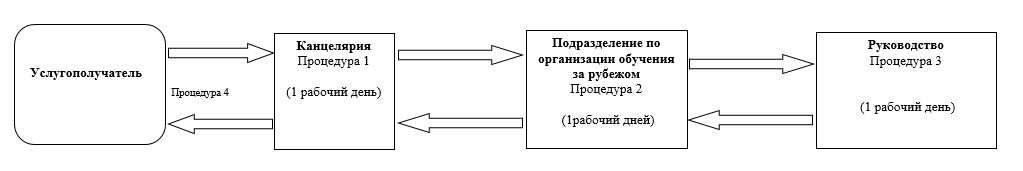 Услугополучатель
Процедура 4
Канцелярия
Процедура 1
(1 рабочий день)
Подразделение по
организации обучения
за рубежом
Процедура 2
(1рабочий дней)
Руководство
Процедура 3
(1 рабочий день)